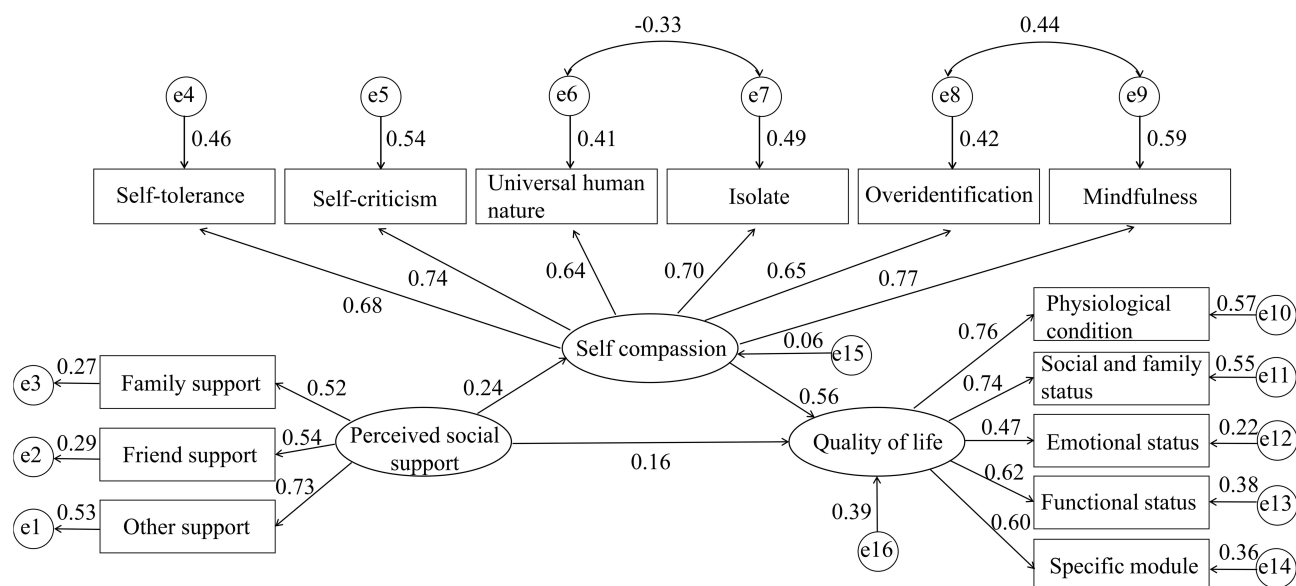 -0.33
0.44
e4
e5
e6
e7
e8
e9
0.46
0.54
0.41
0.49
0.42
0.59
Self-tolerance
Self-criticism
Universal human
nature
Isolate
Overidentification
Mindfulness
0.68
0.74
0.64
0.70
0.65
0.77
Self compassion
0.06
e15
Physiological
condition
0.57
e10
0.76
Social and family
status
0.55
e11
0.74
e3
0.27
Family support
0.52
0.24
0.56
e2
0.29
Friend support
0.54
Perceived social
support
0.16
Quality of life
0.47
Emotional status
0.22
e12
0.73
e1
0.53
Other support
0.62
Functional status
0.38
e13
0.39
e16
0.60
Specific module
0.36
e14